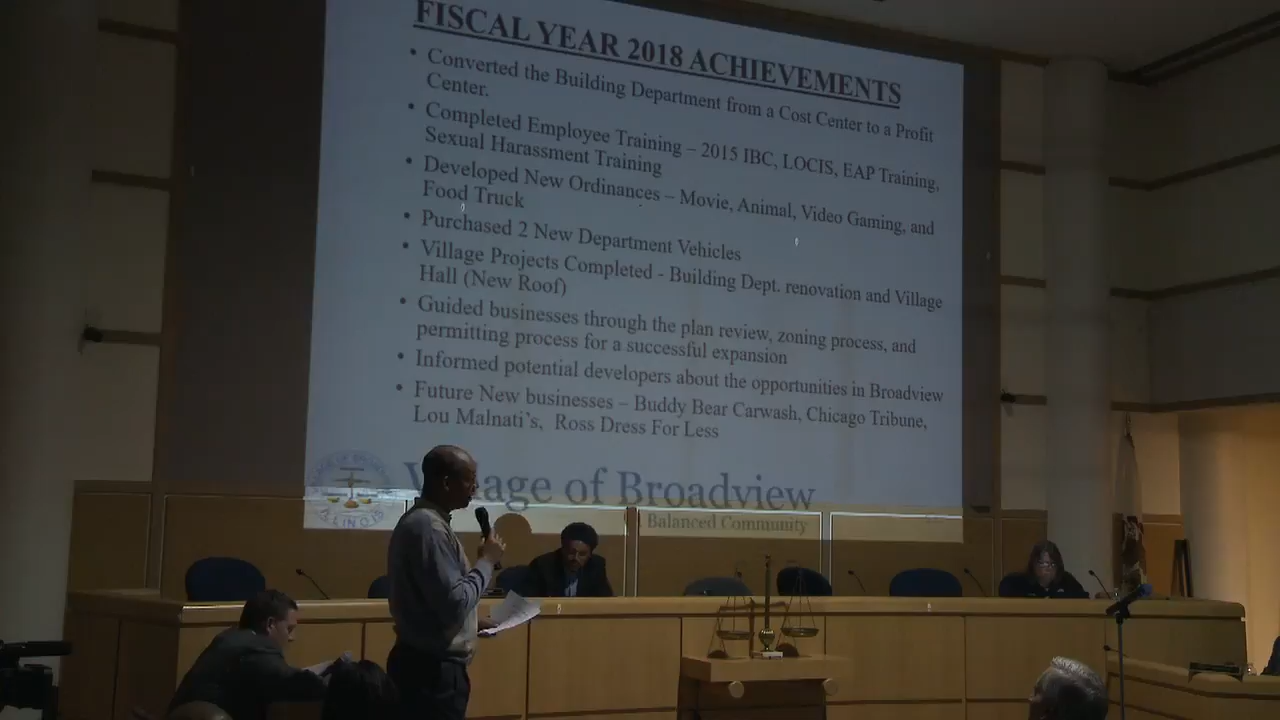 FISCAL YEAR 2018 ACHIEVEMENTS
• Converted the Building Department from a Cost Center to a Profit
Center.
• Completed Employee Training – 2015 IBC, LOCIS, EAP Training,
Sexual Harassment Training
• Developed New Ordinances – Movie, Animal, Video Gaming, and
Food Truck
• Purchased 2 New Department Vehicles
• Village Projects Completed - Building Dept. renovation and Village
Hall (New Roof)
• Guided businesses through the plan review, zoning process, and
permitting process for a successful expansion
• Informed potential developers about the opportunities in Broadview
• Future New businesses – Buddy Bear Carwash, Chicago Tribune,
Lou Malnati's, Ross Dress For Less
Village of Broadview
Balanced Community
ILLINOIS